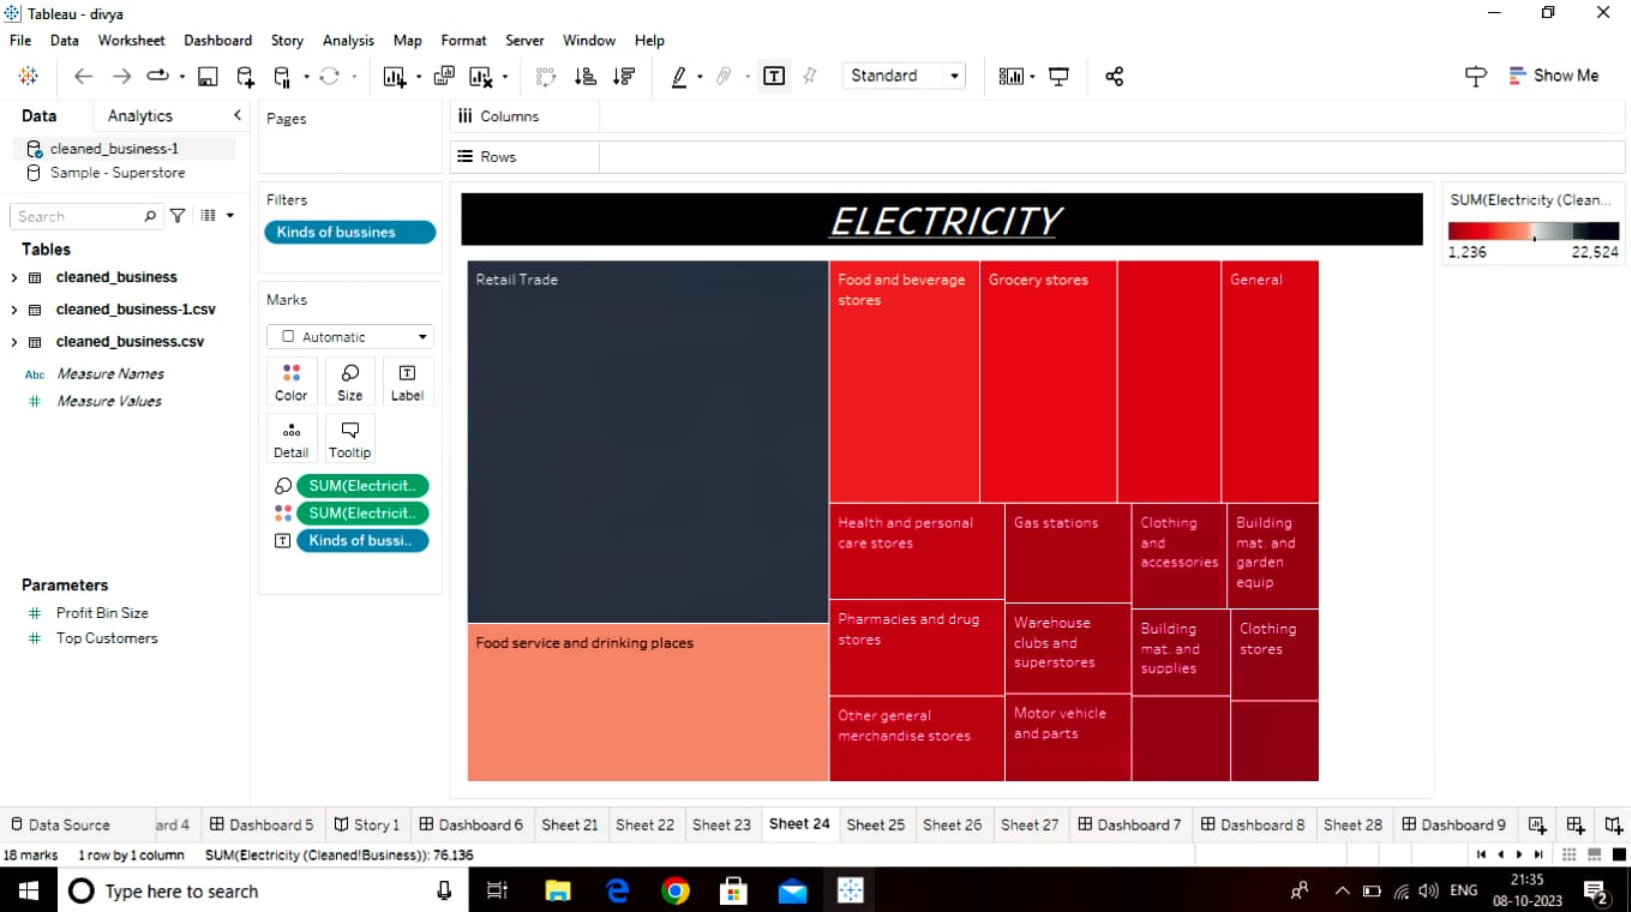 Tableau - divya
File Data Worksheet Dashboard Story Analysis Map Format Server Window Help
Standard
Show Me
Data Analytics
cleaned_business-1
Sample - Superstore
Search
Tables
cleaned_business
cleaned_business-1.csv
cleaned_business.csv
Abc Measure Names
# Measure Values
Parameters
# Profit Bin Size
# Top Customers
Pages
Filters
Kinds of bussines
Marks
Automatic
Color Size Label
Detail Tooltip
SUM(Electricit..
SUM(Electricit..
Kinds of bussi..
Columns
Rows
ELECTRICITY
Retail Trade
Food service and drinking places
Food and beverage
stores
Grocery stores
General
Health and personal
care stores
Gas stations
Clothing
and
accessories
Building
mat. and
garden
equip
Pharmacies and drug
stores
Warehouse
clubs and
superstores
Building
mat. and
supplies
Clothing
stores
Other general
merchandise stores
Motor vehicle
and parts
SUM(Electricity (Clean...
1,236 22,524
Data Source ard 4 Dashboard 5 Story 1 Dashboard 6 Sheet 21 Sheet 22 Sheet 23 Sheet 24 Sheet 25 Sheet 26 Sheet 27 Dashboard 7 Dashboard 8 Sheet 28 Dashboard 9
18 marks 1 row by 1 column SUM(Electricity (Cleaned!Business)): 76,136
Type here to search
ENG
21:35
08-10-2023
2